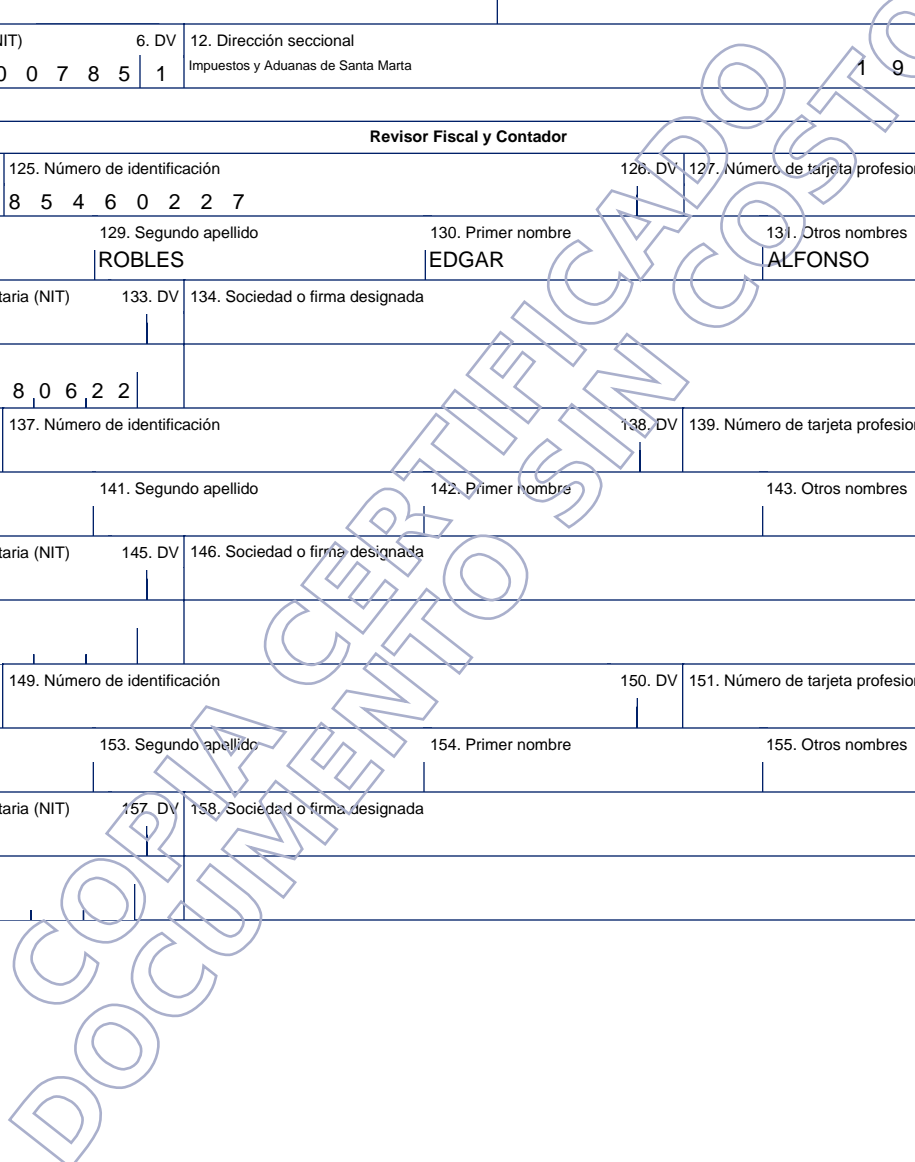 IIT) 6. DV 12. Dirección seccional
0 0 7 8 5 1 Impuestos y Aduanas de Santa Marta 1 9
Revisor Fiscal y Contador
125. Número de identificación 126. DV 127. Número de tarjeta profesion
8 5 4 6 0 2 2 7
129. Segundo apellido 130. Primer nombre 131. Otros nombres
ROBLES EDGAR ALFONSO
taria (NIT) 133. DV 134. Sociedad o firma designada
8 0 6 2 2
137. Número de identificación 138. DV 139. Número de tarjeta profesion
141. Segundo apellido 142. Primer nombre 143. Otros nombres
taria (NIT) 145. DV 146. Sociedad o firma designada
149. Número de identificación 150. DV 151. Número de tarjeta profesion
153. Segundo apellido 154. Primer nombre 155. Otros nombres
taria (NIT) 157. DV 158. Sociedad o firma designada
COPIA CERTIFICADO
DOCUMENTO SIN COSTO